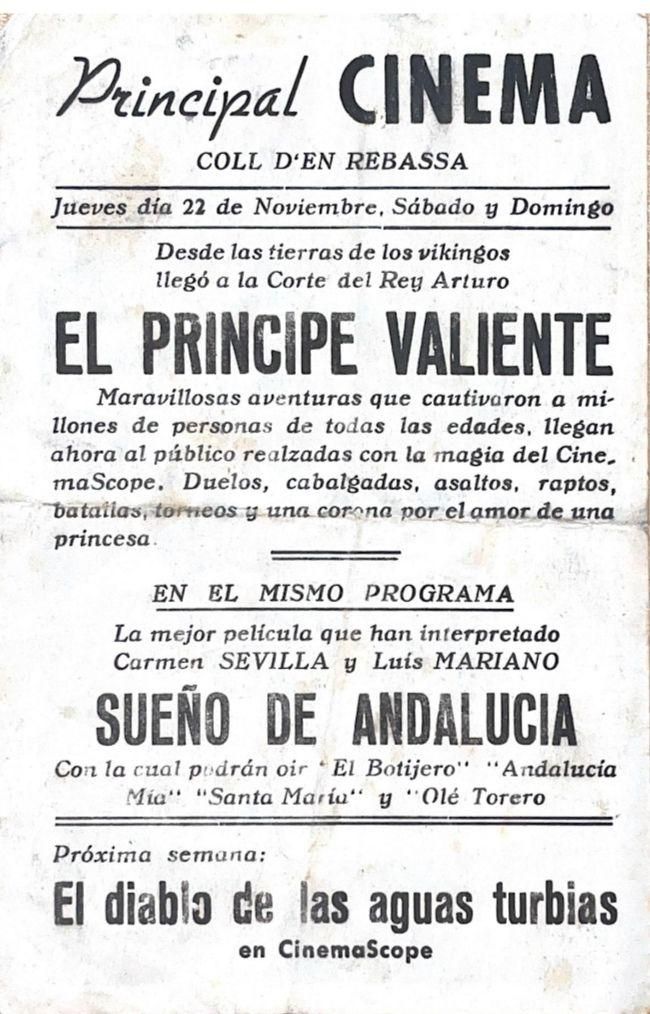 Principal CINEMA
COLL D'EN REBASSA
Jueves día 22 de Noviembre, Sábado y Domingo
Desde las tierras de los vikingos
llegó a la Corte del Rey Arturo
EL PRINCIPE VALIENTE
Maravillosas aventuras que cautivaron a mi-
llones de personas de todas las edades, llegan
ahora al público realzadas con la magia del Cine-
maScope. Duelos, cabalgadas, asaltos, raptos,
batallas, torneos y una corona por el amor de una
princesa.
EN EL MISMO PROGRAMA
La mejor película que han interpretado
Carmen SEVILLA y Luis MARIANO
SUEÑO DE ANDALUCIA
Con la cual podrán oir "El Botijero" "Andalucía
Mía" "Santa María" y "Olé Torero
Próxima semana:
El diablo de las aguas turbias
en CinemaScope